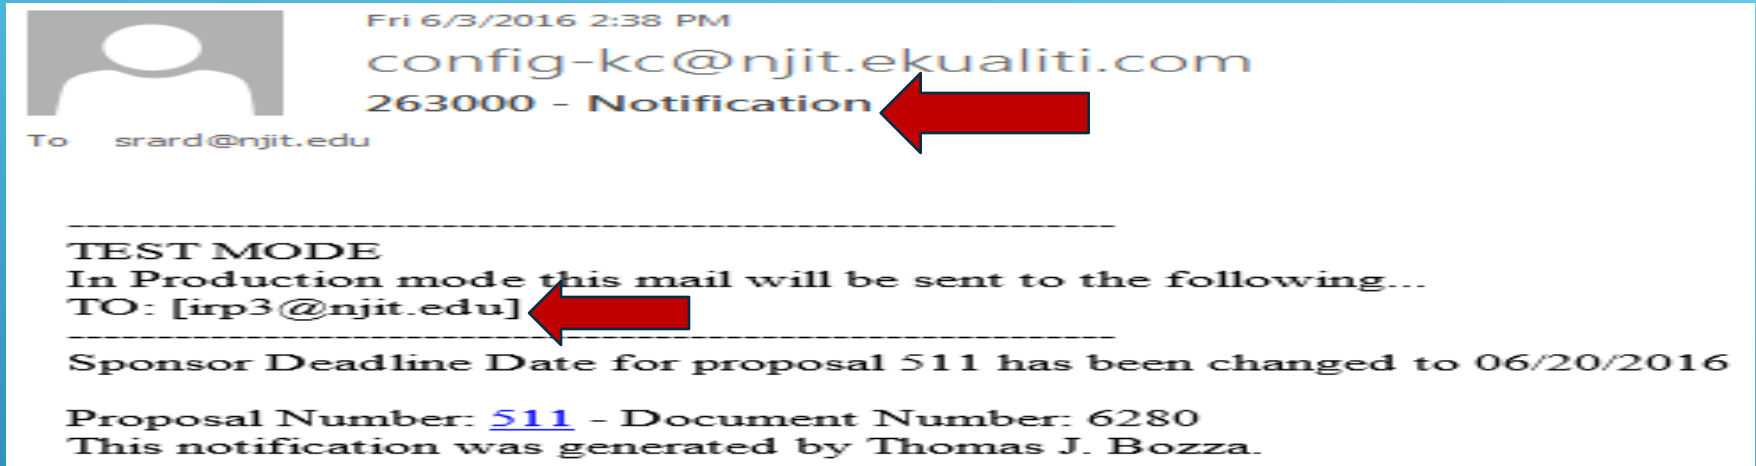 Fri 6/3/2016 2:38 PM
config-kc@njit.ekualiti.com
263000 - Notification
To srard@njit.edu
------------------------------------------------------------
TEST MODE
In Production mode this mail will be sent to the following...
TO: [irp3@njit.edu]
------------------------------------------------------------
Sponsor Deadline Date for proposal 511 has been changed to 06/20/2016
Proposal Number: 511 - Document Number: 6280
This notification was generated by Thomas J. Bozza.